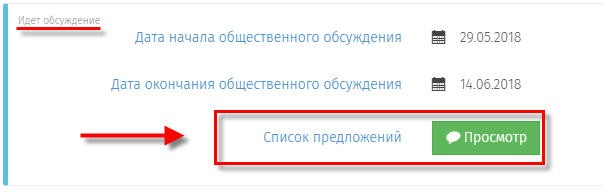 Идет обсуждение
Дата начала общественного обсуждения 29.05.2018
Дата окончания общественного обсуждения 14.06.2018
Список предложений Просмотр